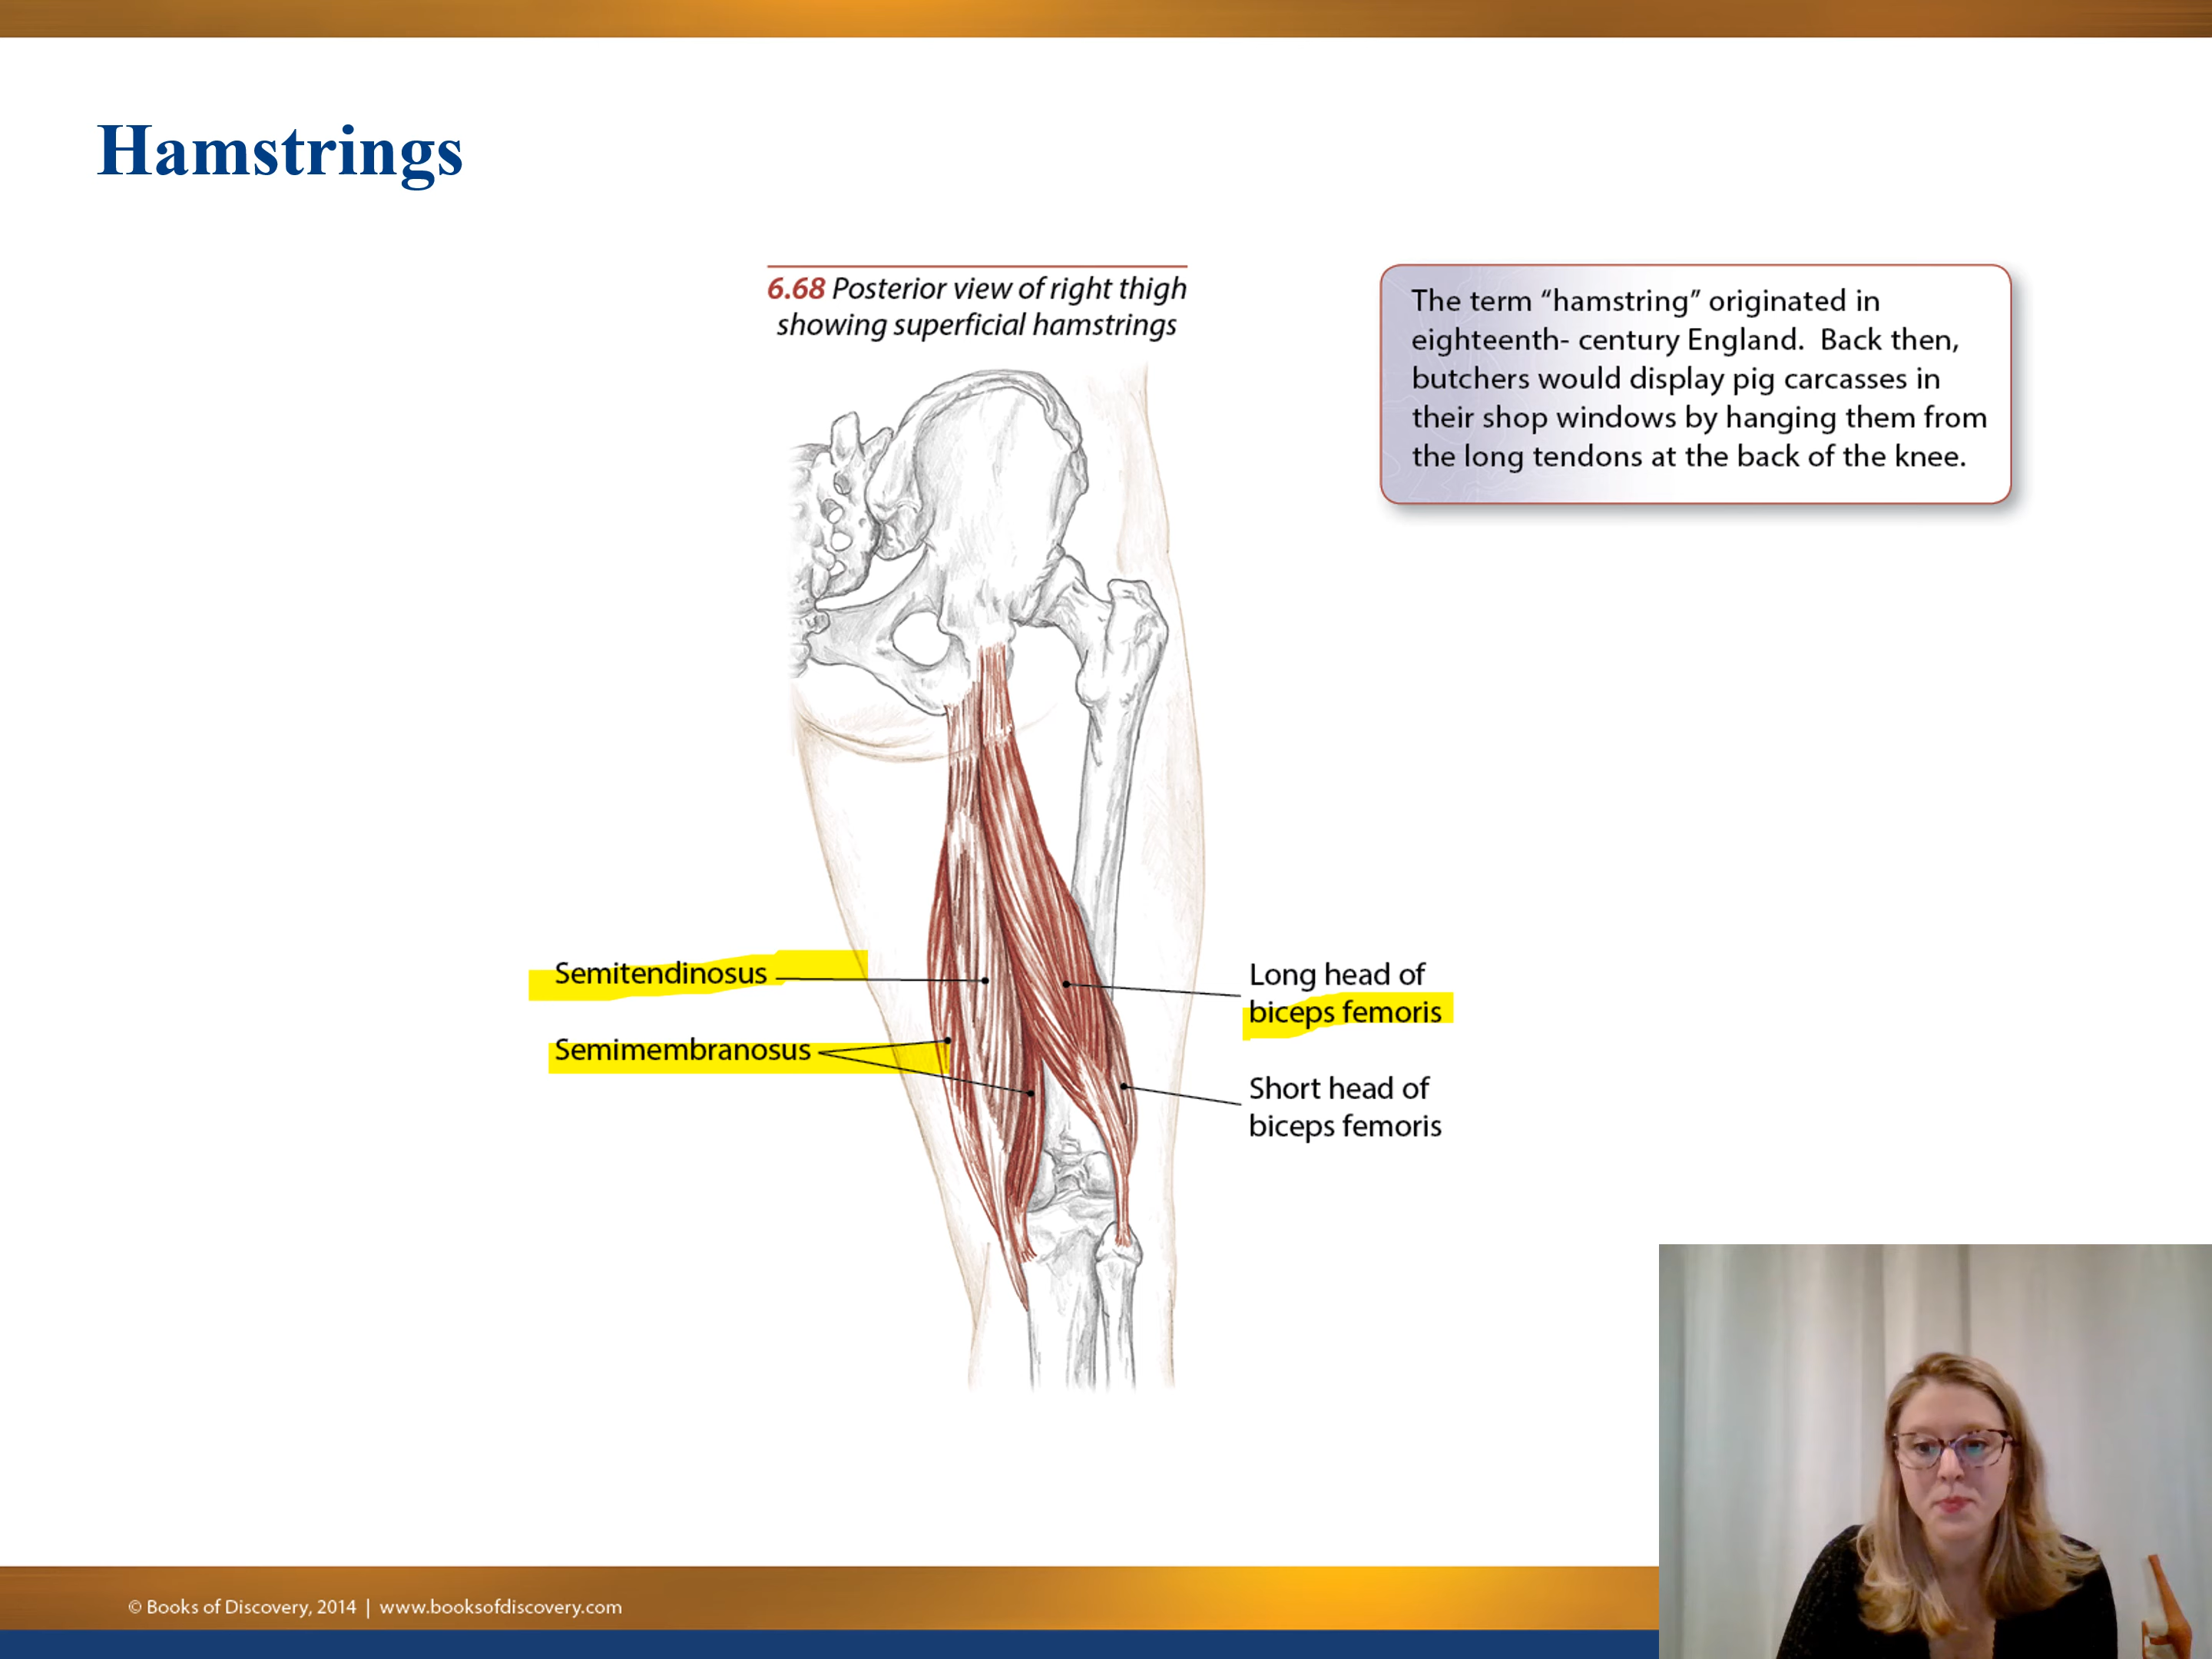 Hamstrings
6.68 Posterior view of right thigh
showing superficial hamstrings
The term “hamstring” originated in
eighteenth- century England.  Back then,
butchers would display pig carcasses in
their shop windows by hanging them from
the long tendons at the back of the knee.
Semitendinosus
Semimembranosus
Long head of
biceps femoris
Short head of
biceps femoris
© Books of Discovery, 2014 | www.booksofdiscovery.com